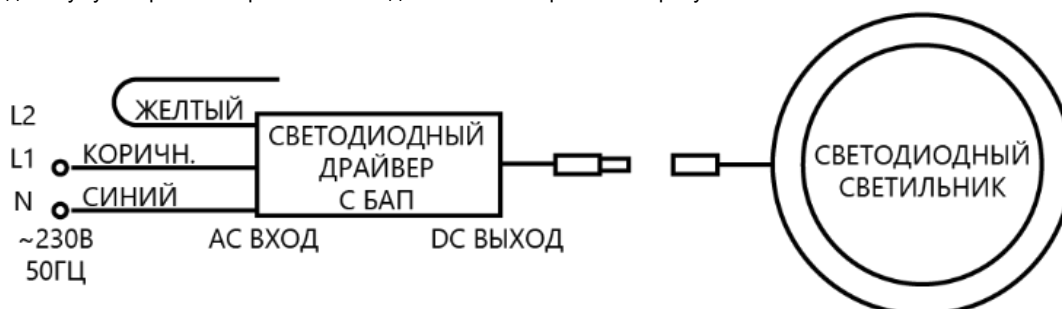 L2
ЖЕЛТЫЙ
L1
КОРИЧН.
N
СИНИЙ
~230В
50ГЦ
АС ВХОД
СВЕТОДИОДНЫЙ
ДРАЙВЕР
С БАП
DC ВЫХОД
СВЕТОДИОДНЫЙ
СВЕТИЛЬНИК